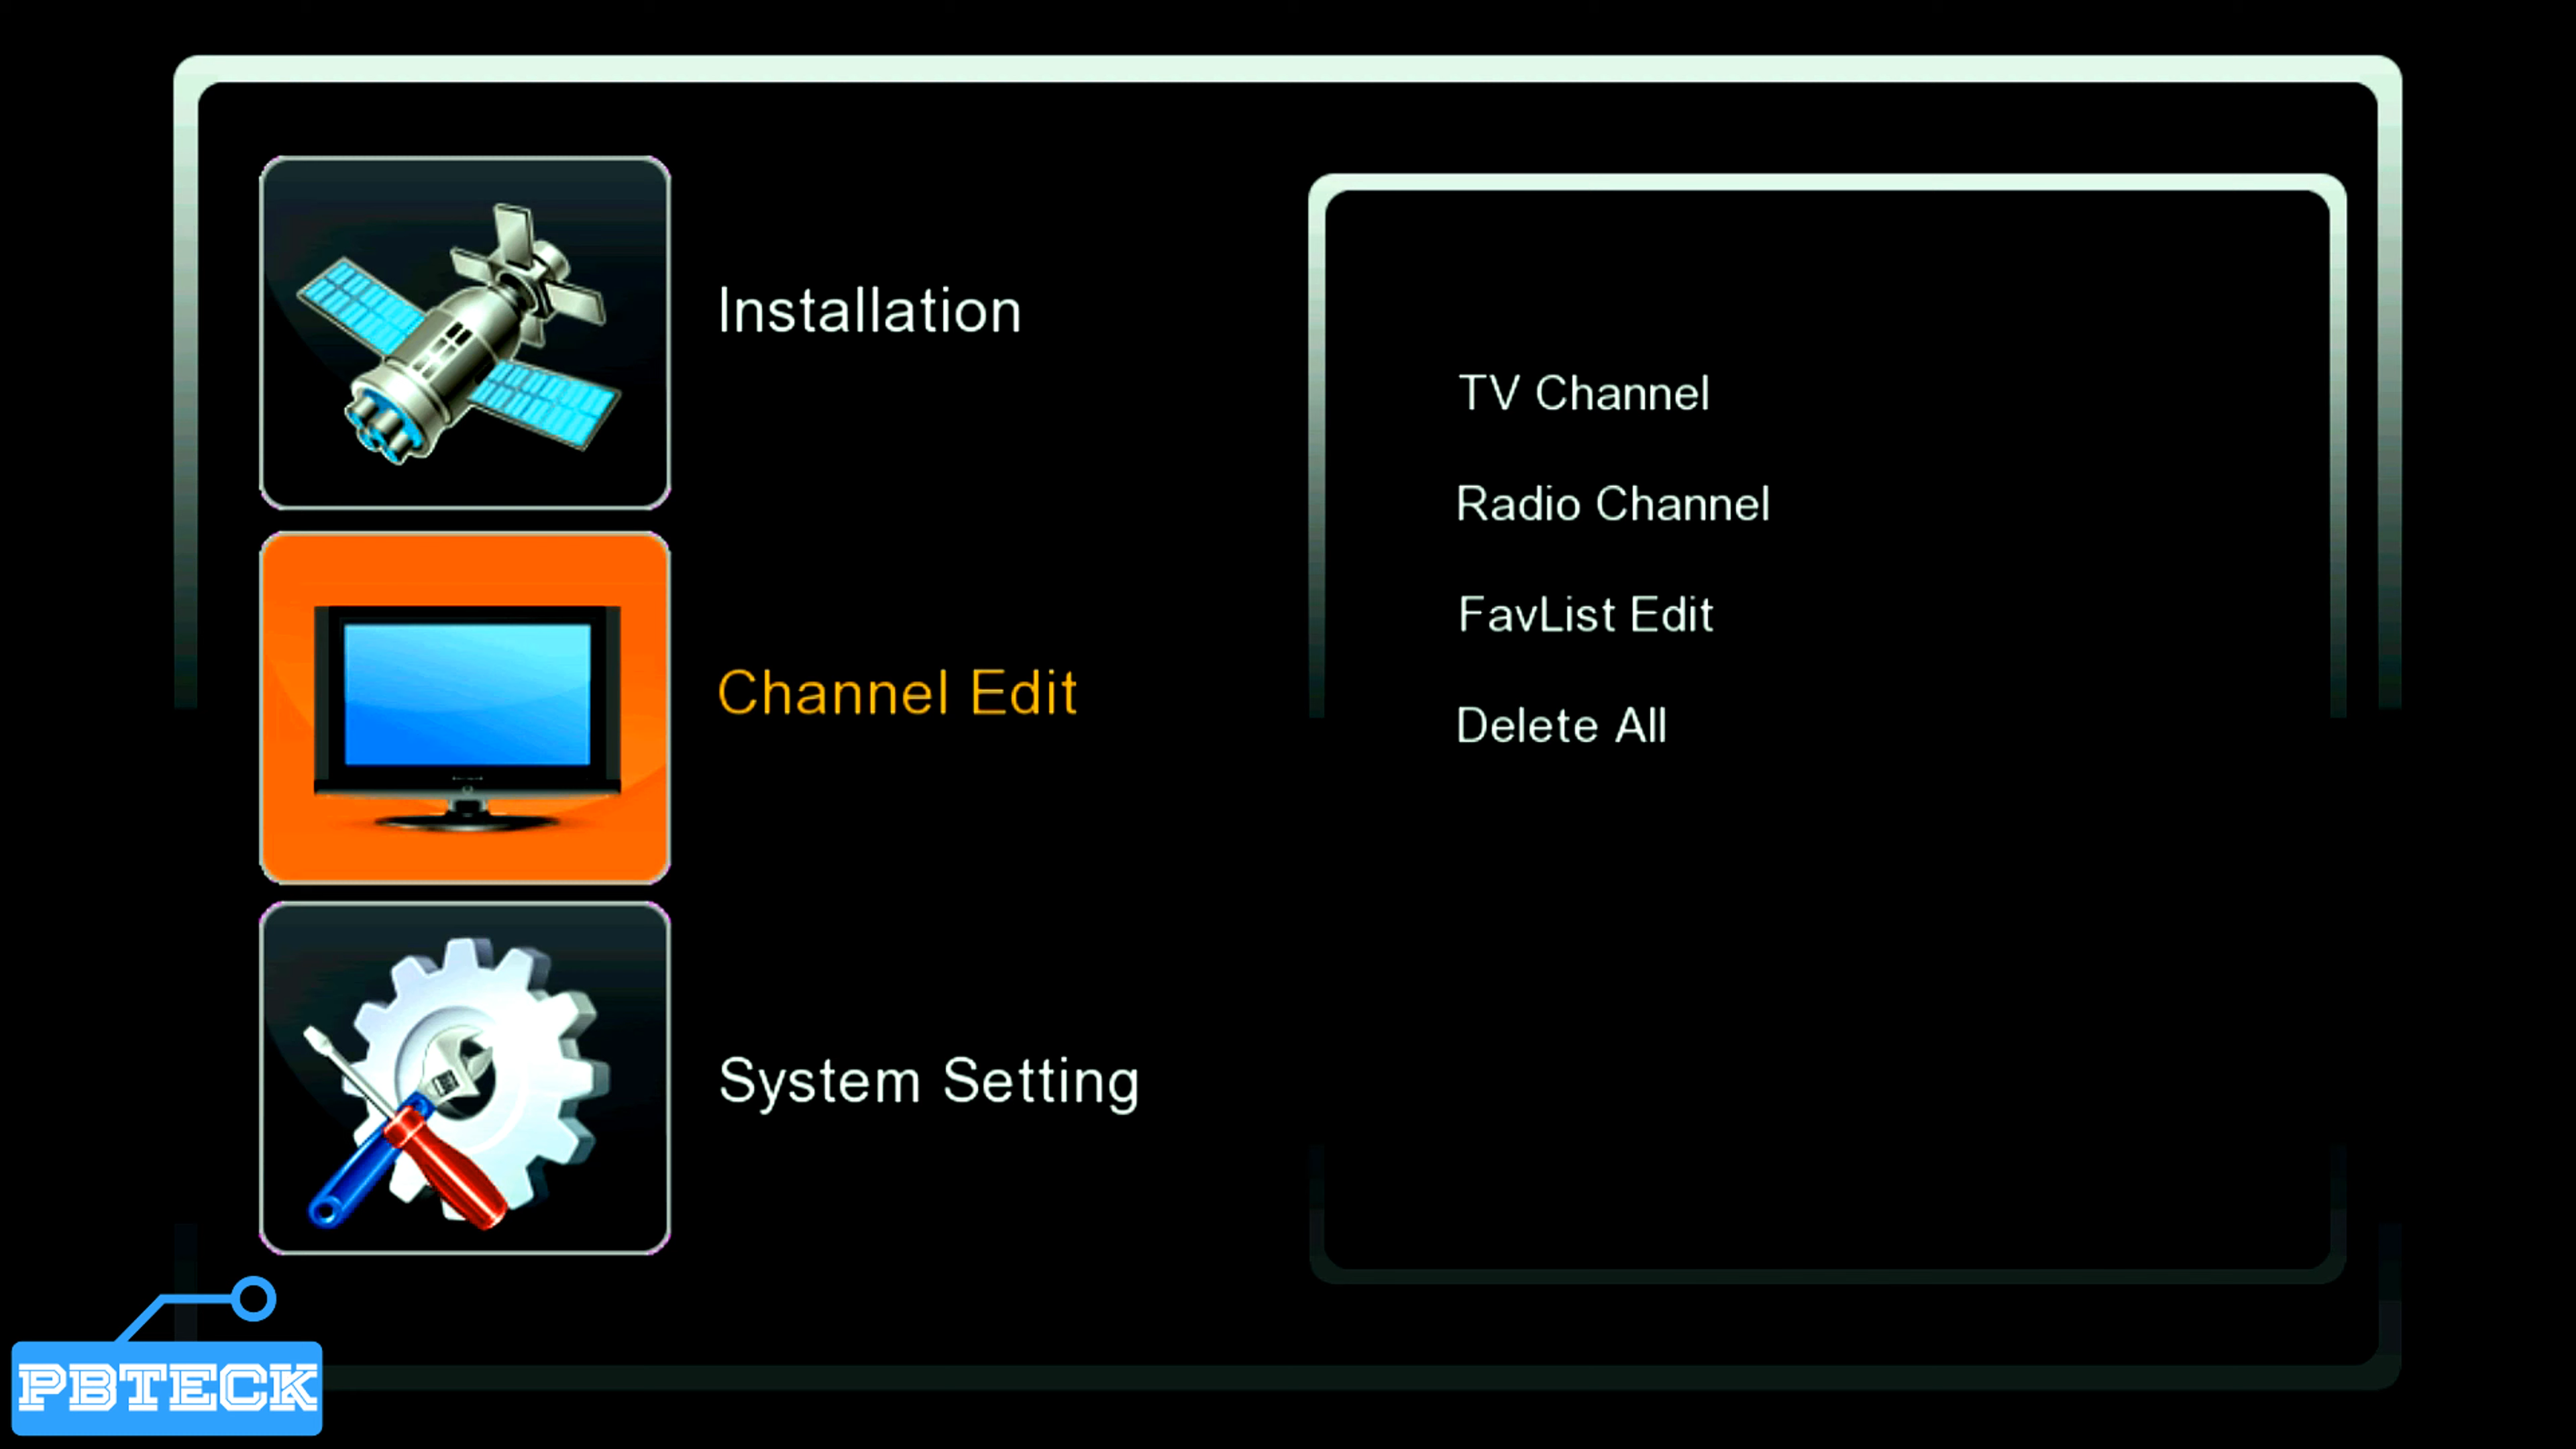 Installation
Channel Edit
System Setting
TV Channel
Radio Channel
FavList Edit
Delete All
PBTECK